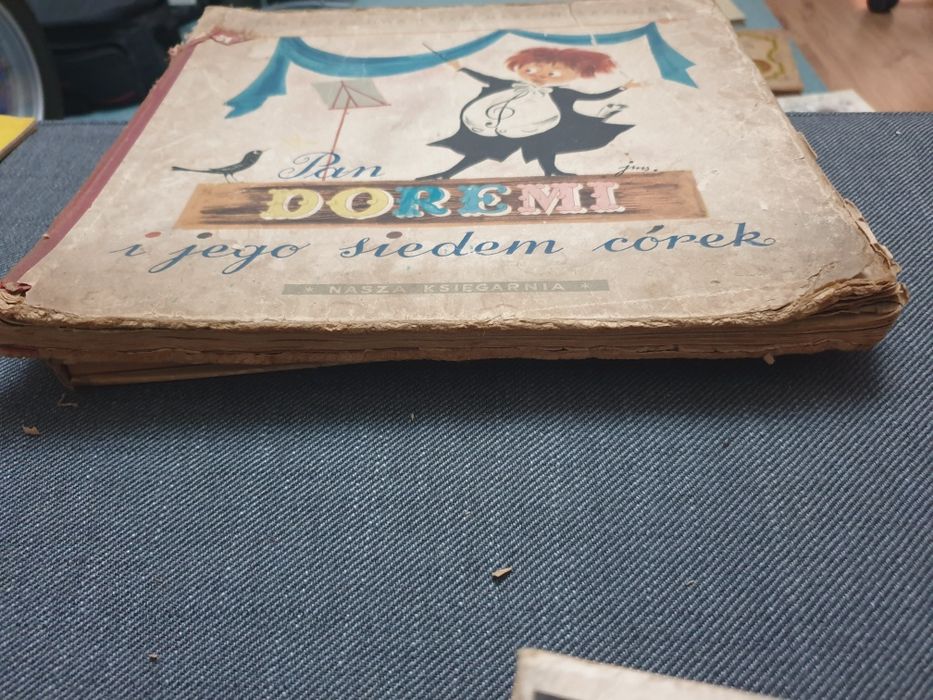 Pan
DOREMI
i jego siedem córek
* NASZA KSIĘGARNIA *